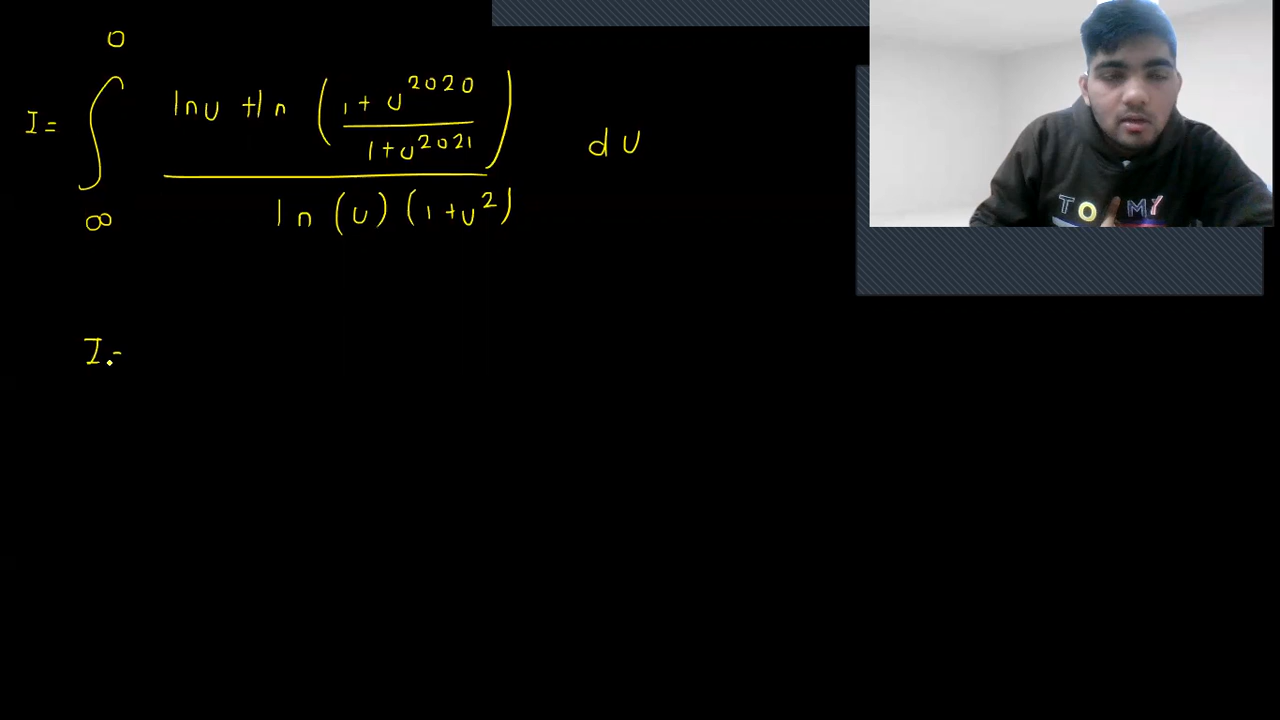 0
I = ∫ ln u + ln ( 1 + u^2020 / 1 + u^2021 ) du
∞ ln (u) (1 + u^2)
TOMMY
I =